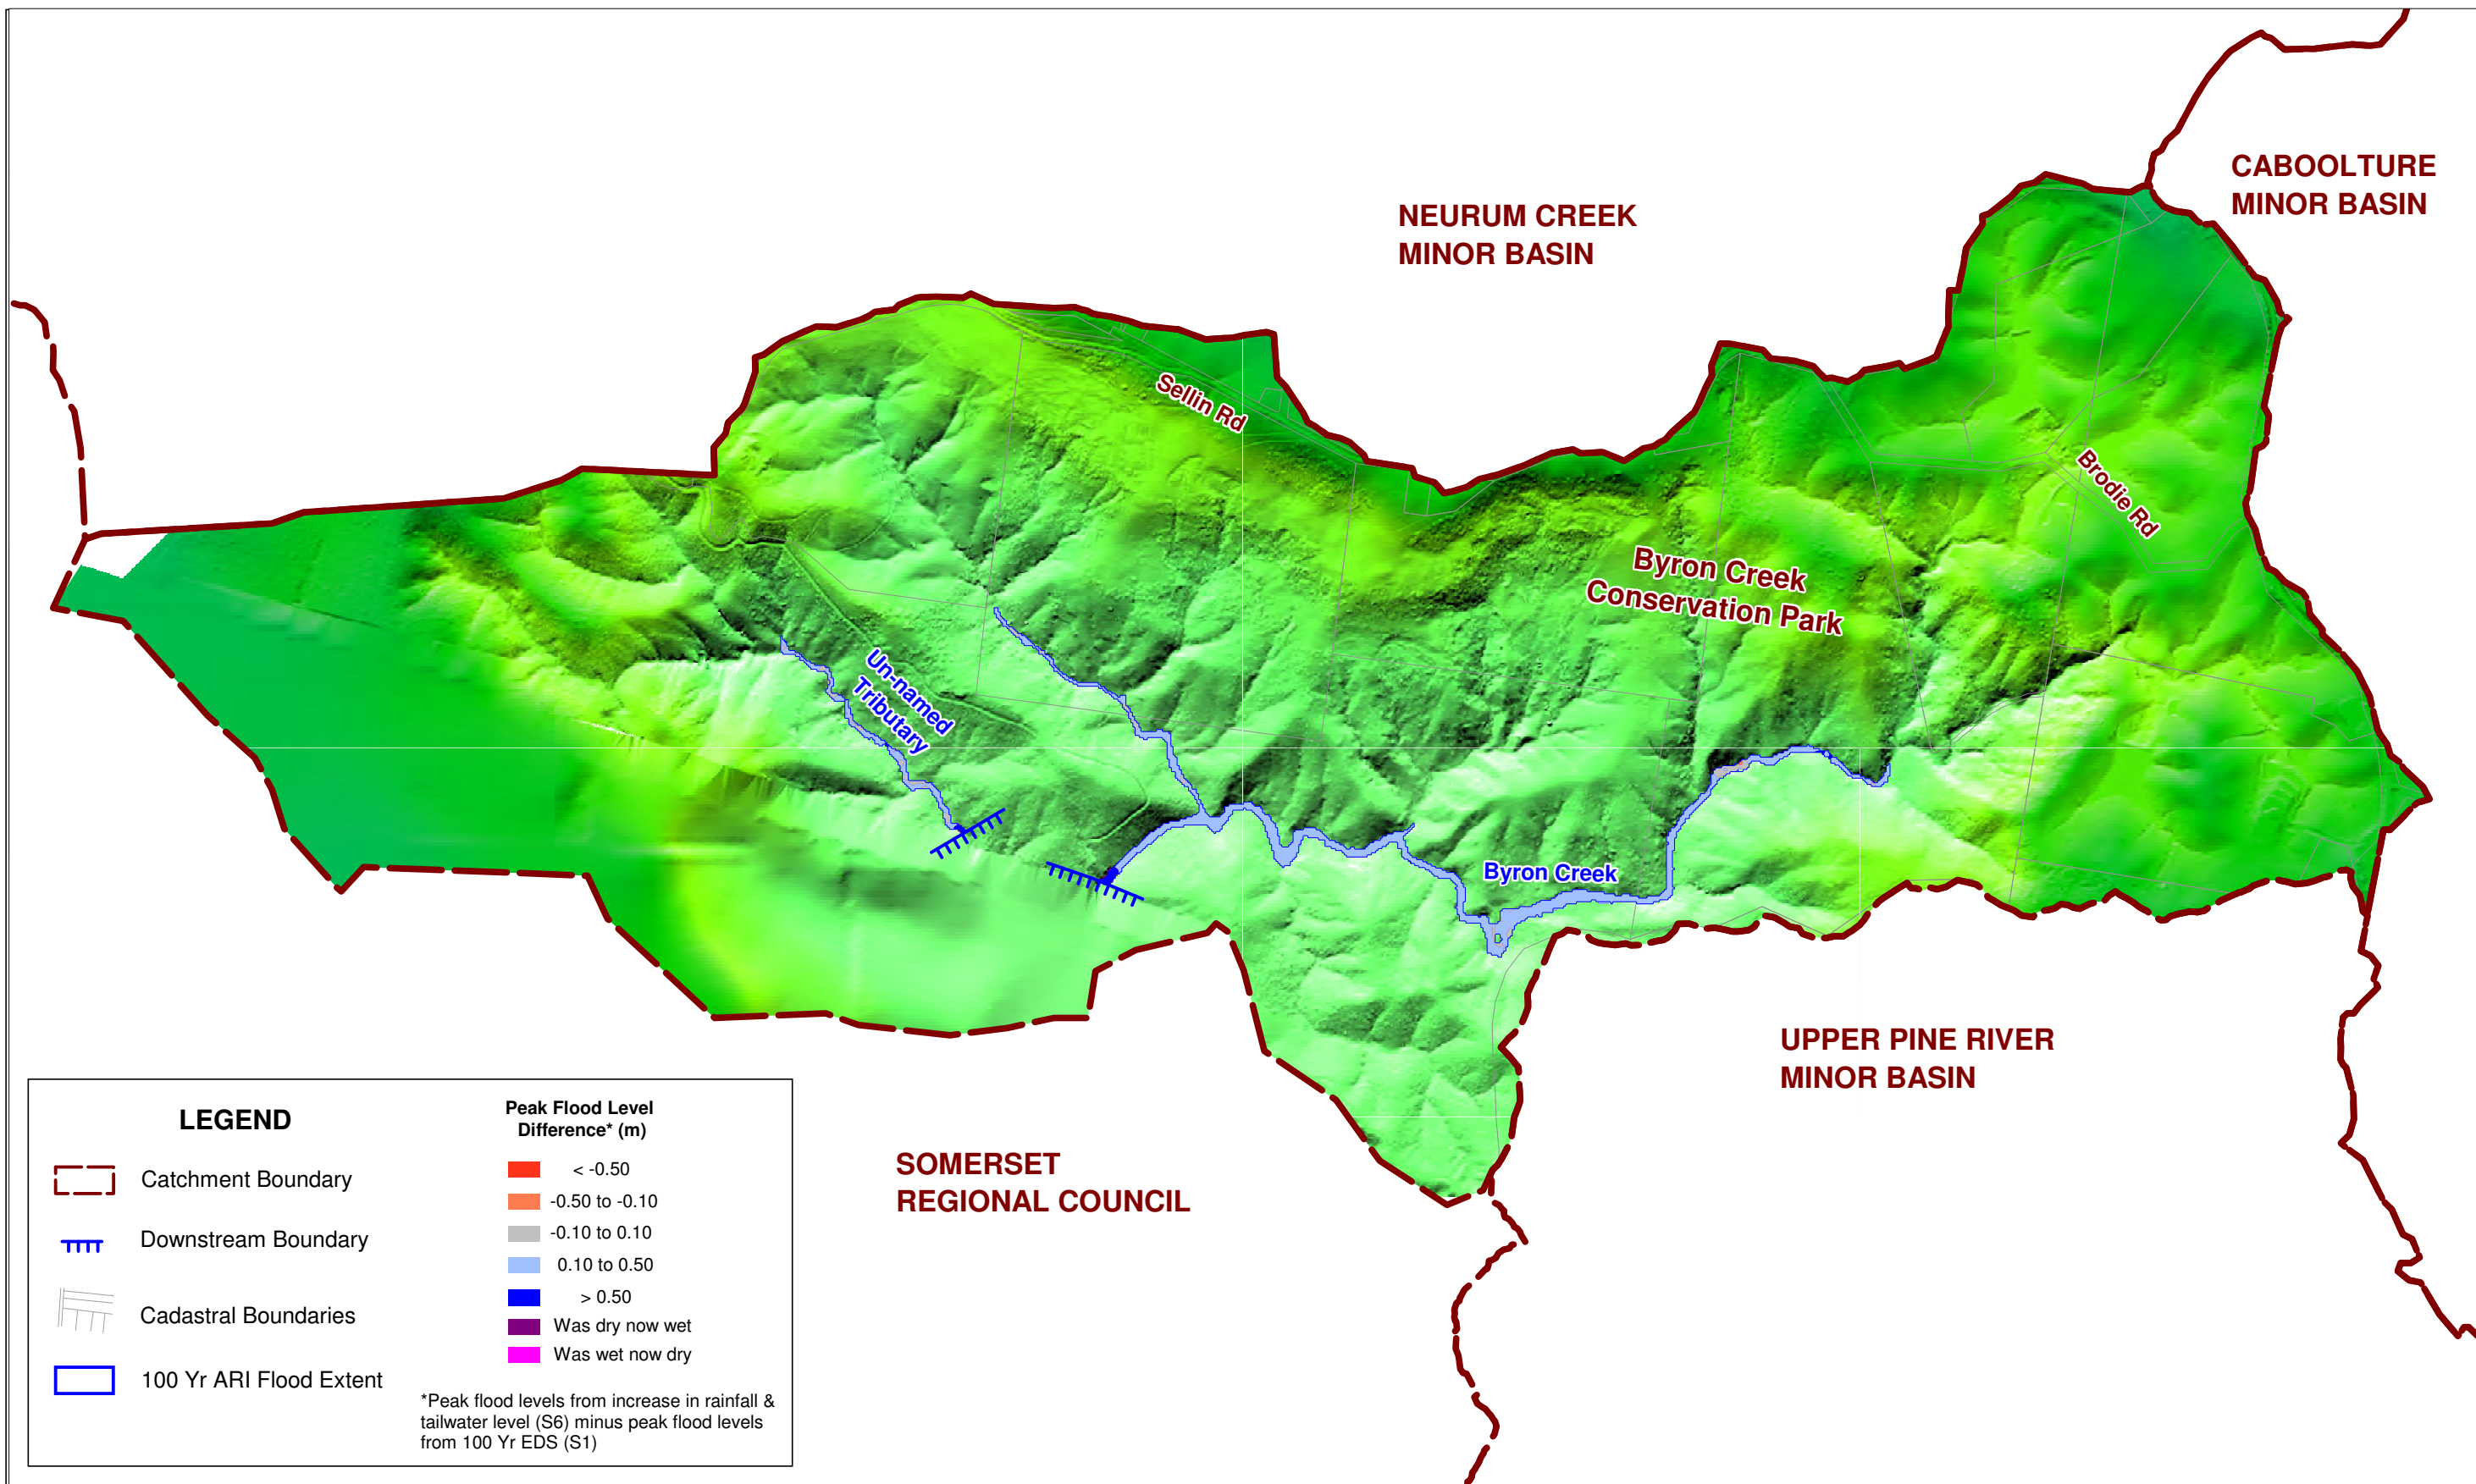 CABOOLTURE
MINOR BASIN
NEURUM CREEK
MINOR BASIN
Sellin Rd
Brodie Rd
Byron Creek
Conservation Park
Un-named
Tributary
Byron Creek
UPPER PINE RIVER
MINOR BASIN
SOMERSET
REGIONAL COUNCIL
LEGEND
Catchment Boundary
Downstream Boundary
Cadastral Boundaries
100 Yr ARI Flood Extent
Peak Flood Level
Difference* (m)
< -0.50
-0.50 to -0.10
-0.10 to 0.10
0.10 to 0.50
> 0.50
Was dry now wet
Was wet now dry
*Peak flood levels from increase in rainfall &
tailwater level (S6) minus peak flood levels
from 100 Yr EDS (S1)